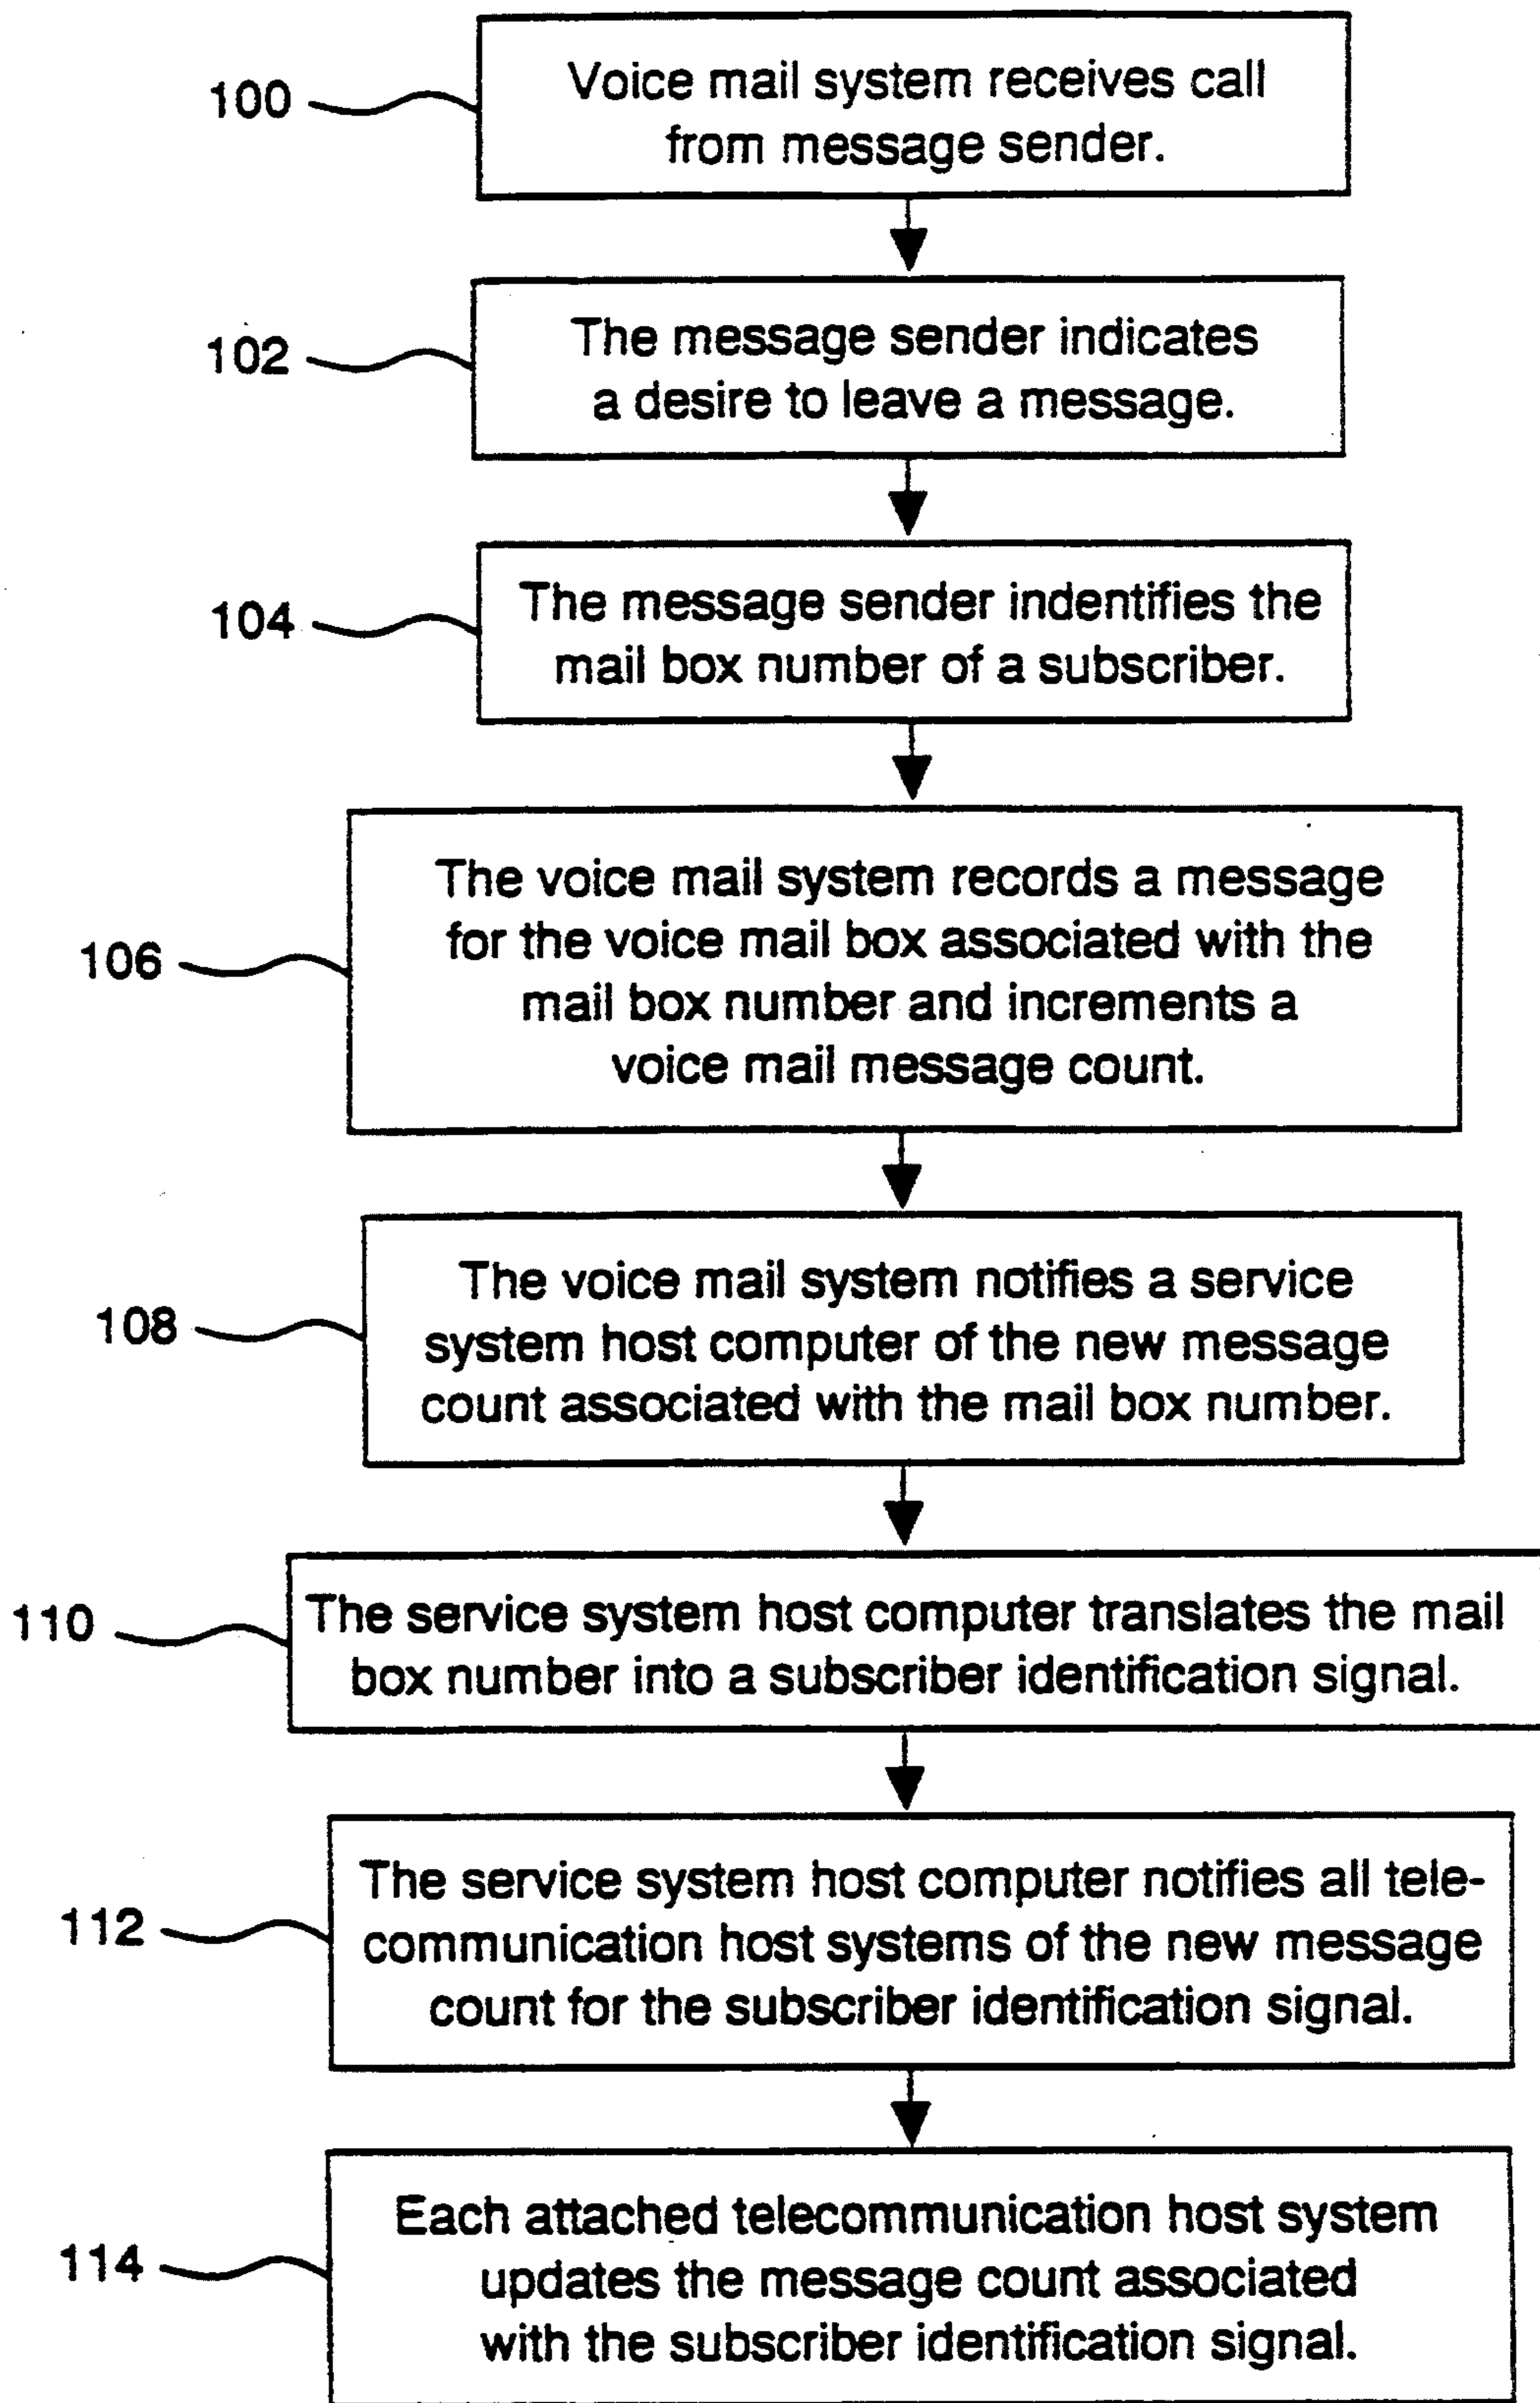 100
Voice mail system receives call
from message sender.
102
The message sender indicates
a desire to leave a message.
104
The message sender indentifies the
mail box number of a subscriber.
106
The voice mail system records a message
for the voice mail box associated with the
mail box number and increments a
voice mail message count.
108
The voice mail system notifies a service
system host computer of the new message
count associated with the mail box number.
110
The service system host computer translates the mail
box number into a subscriber identification signal.
112
The service system host computer notifies all tele-
communication host systems of the new message
count for the subscriber identification signal.
114
Each attached telecommunication host system
updates the message count associated
with the subscriber identification signal.